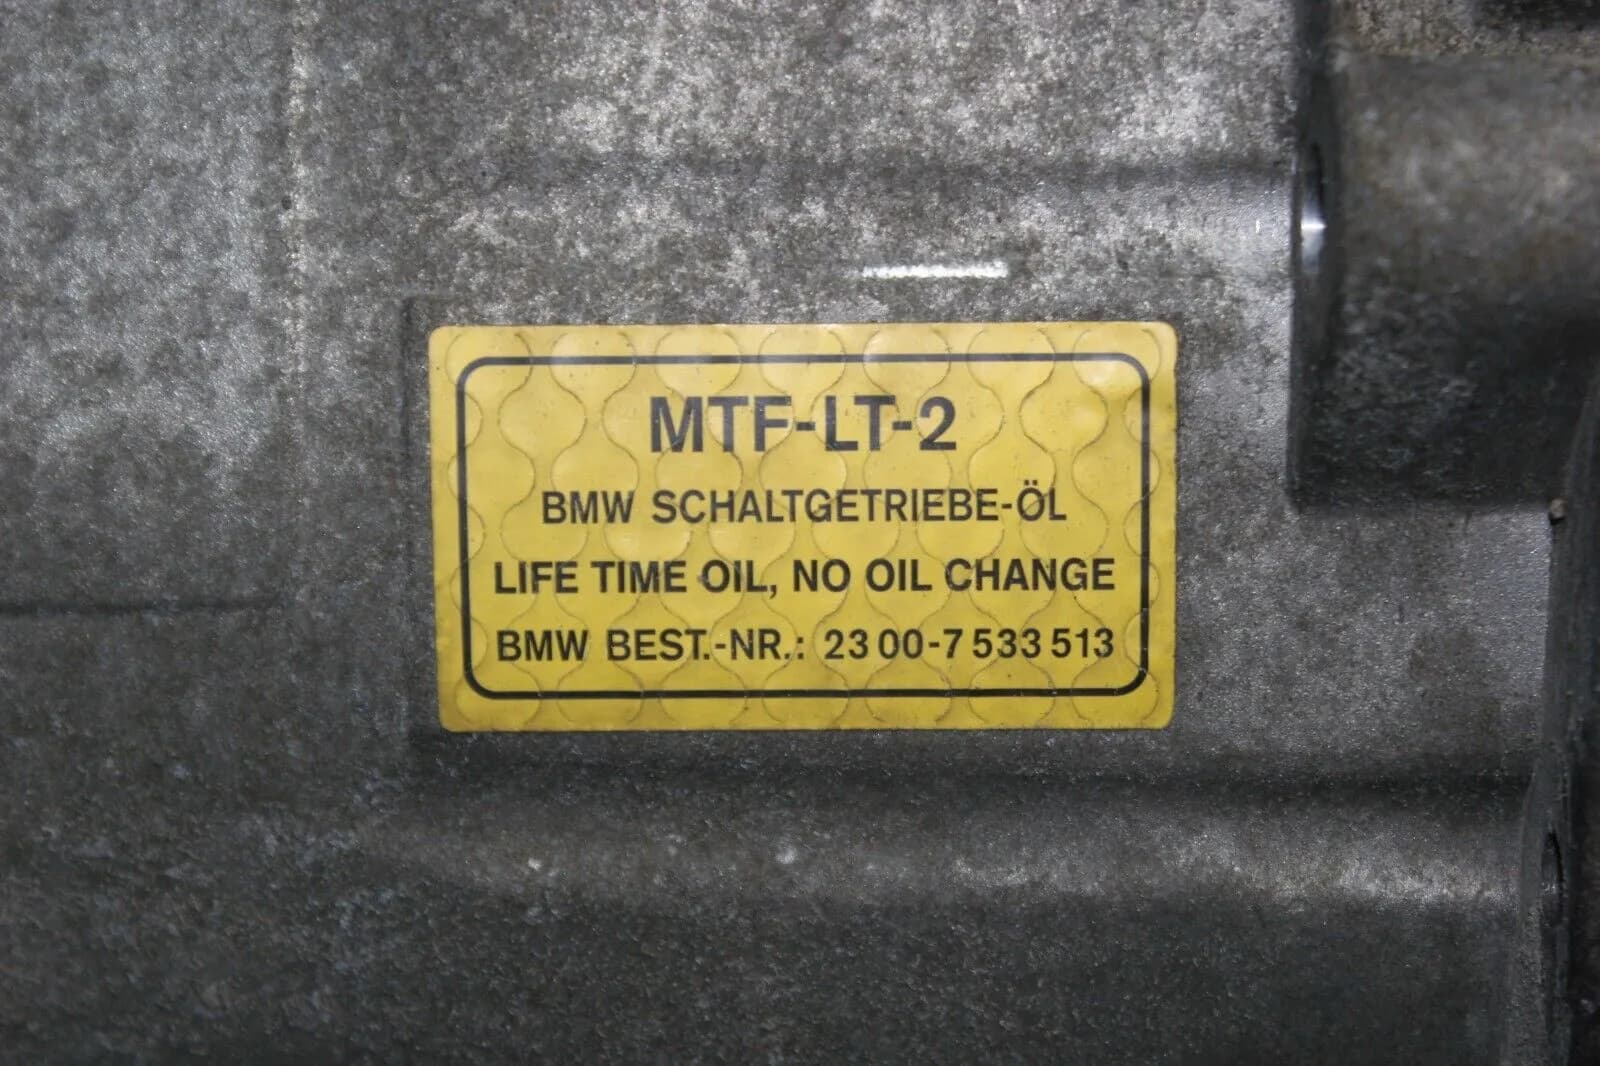 MTF-LT-2
BMW SCHALTGETRIEBE-ÖL
LIFE TIME OIL, NO OIL CHANGE
BMW BEST.-NR.: 23 00-7 533 513